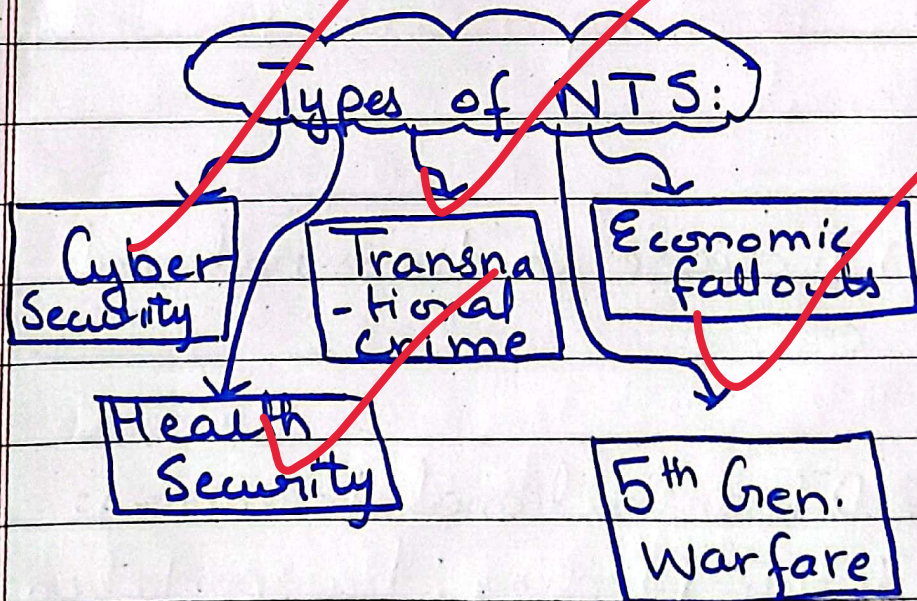 Types of NTS:
Cyber
Security
Transna
-tional
crime
Economic
fallouts
Health
Security
5th Gen.
Warfare